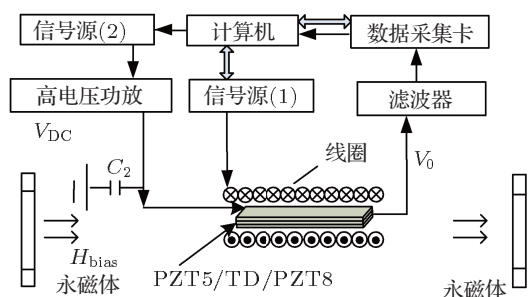 信号源(2)
计算机
数据采集卡
高电压功放
信号源(1)
滤波器
V_DC
C_2
线圈
V_0
H_bias
永磁体
PZT5/TD/PZT8
永磁体